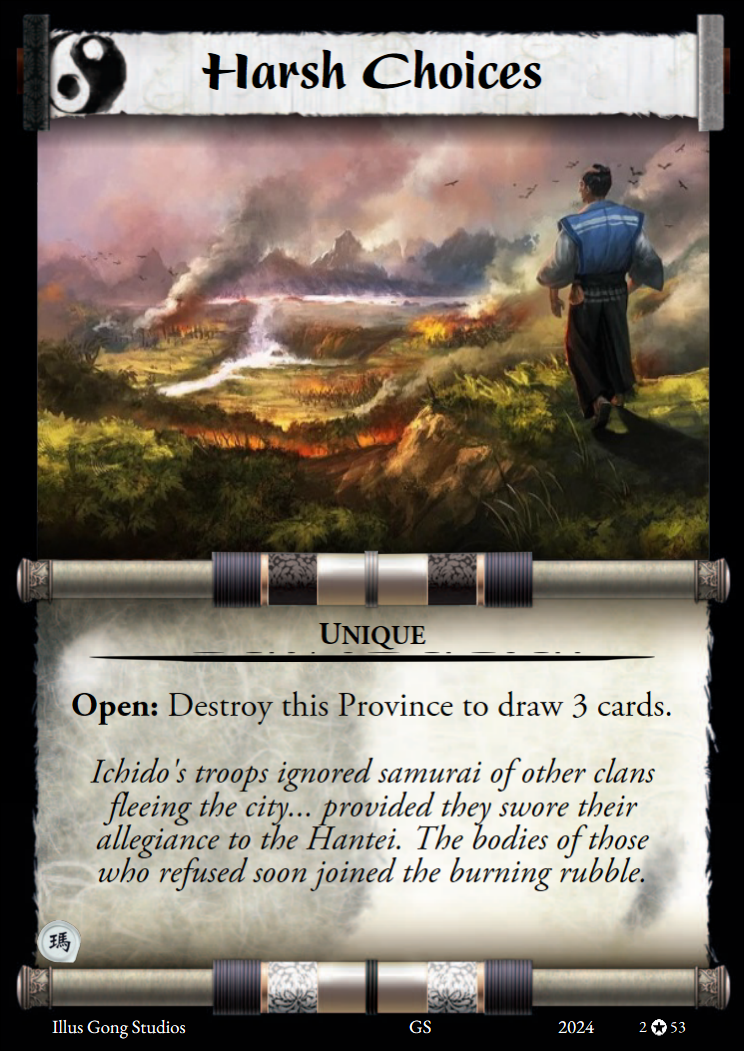 Harsh Choices
UNIQUE
Open: Destroy this Province to draw 3 cards.
Ichido's troops ignored samurai of other clans
fleeing the city... provided they swore their
allegiance to the Hantei. The bodies of those
who refused soon joined the burning rubble.
瑪
Illus Gong Studios GS 2024 2 ✪ 53